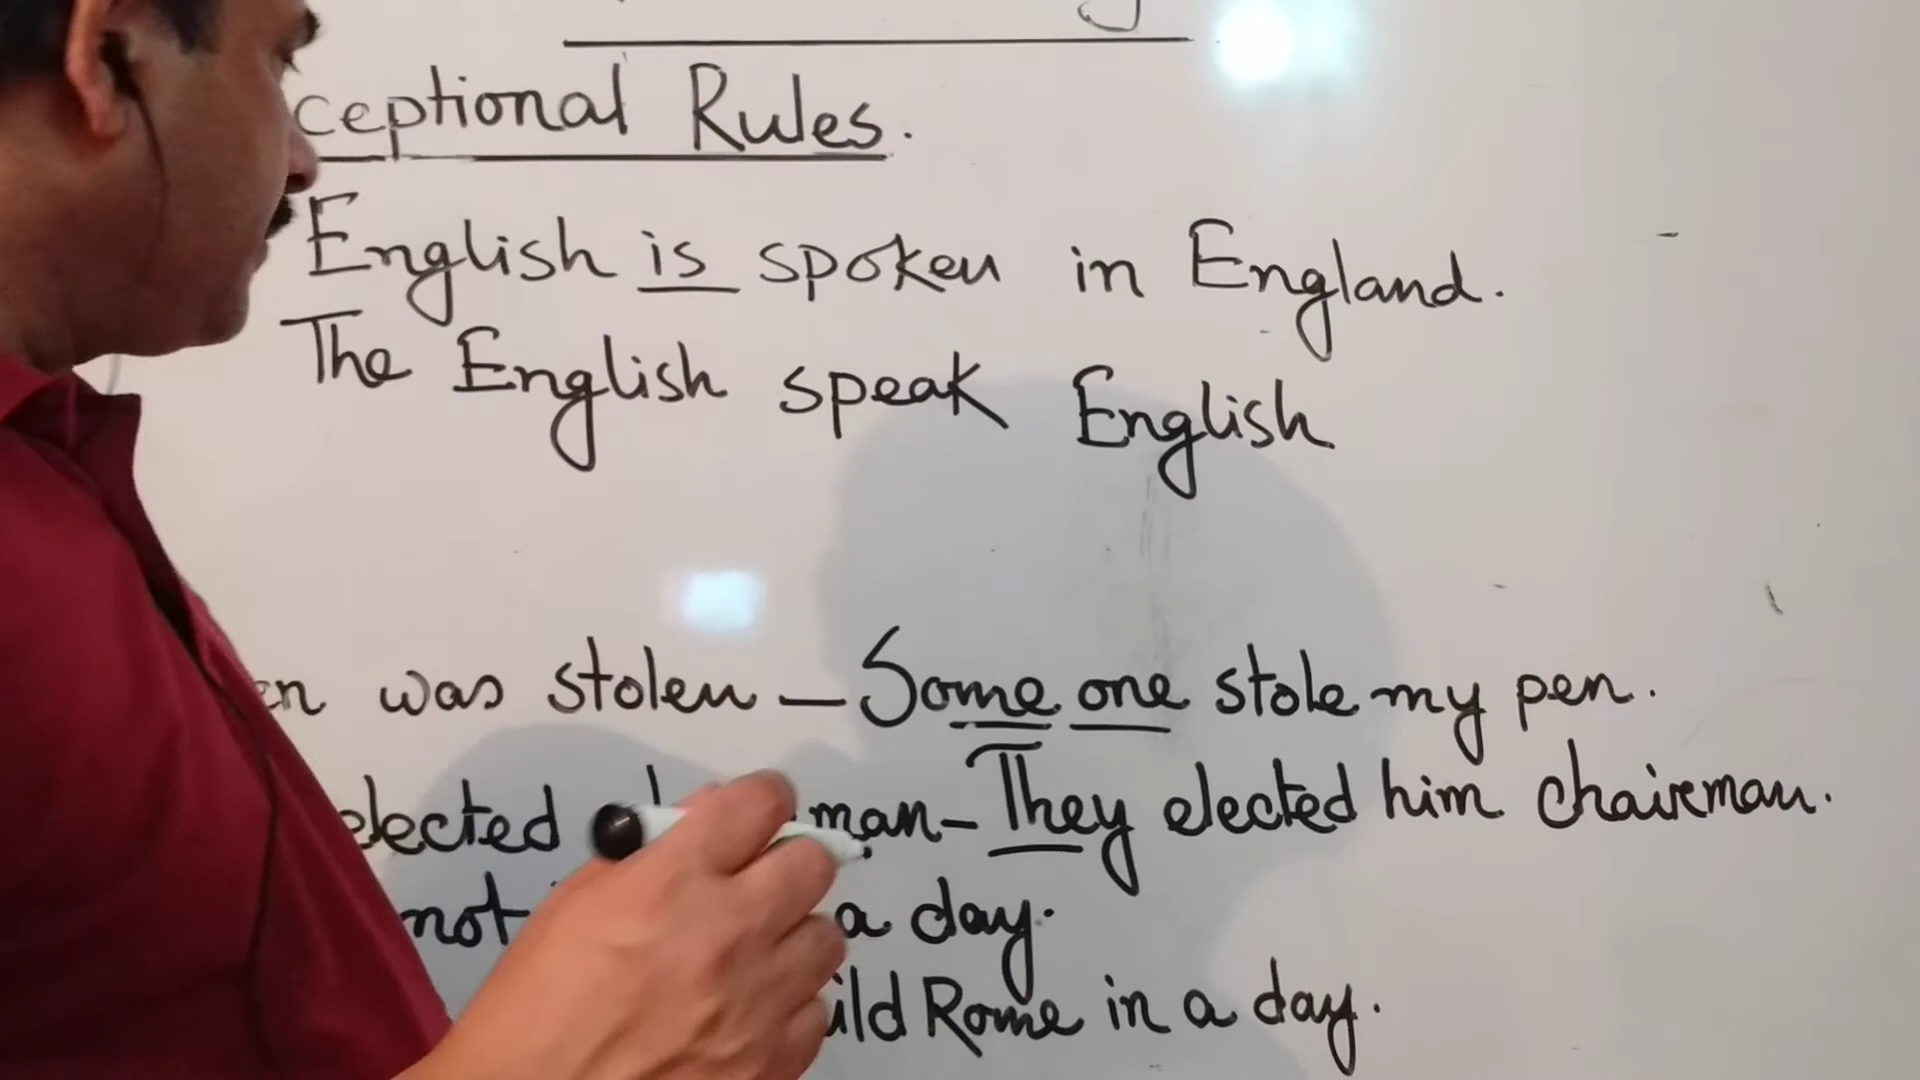 ceptional Rules.
English is spoken in England.
The English speak English
was stolen — Some one stole my pen.
elected man – They elected him chairman.
not a day.
ild Rome in a day.